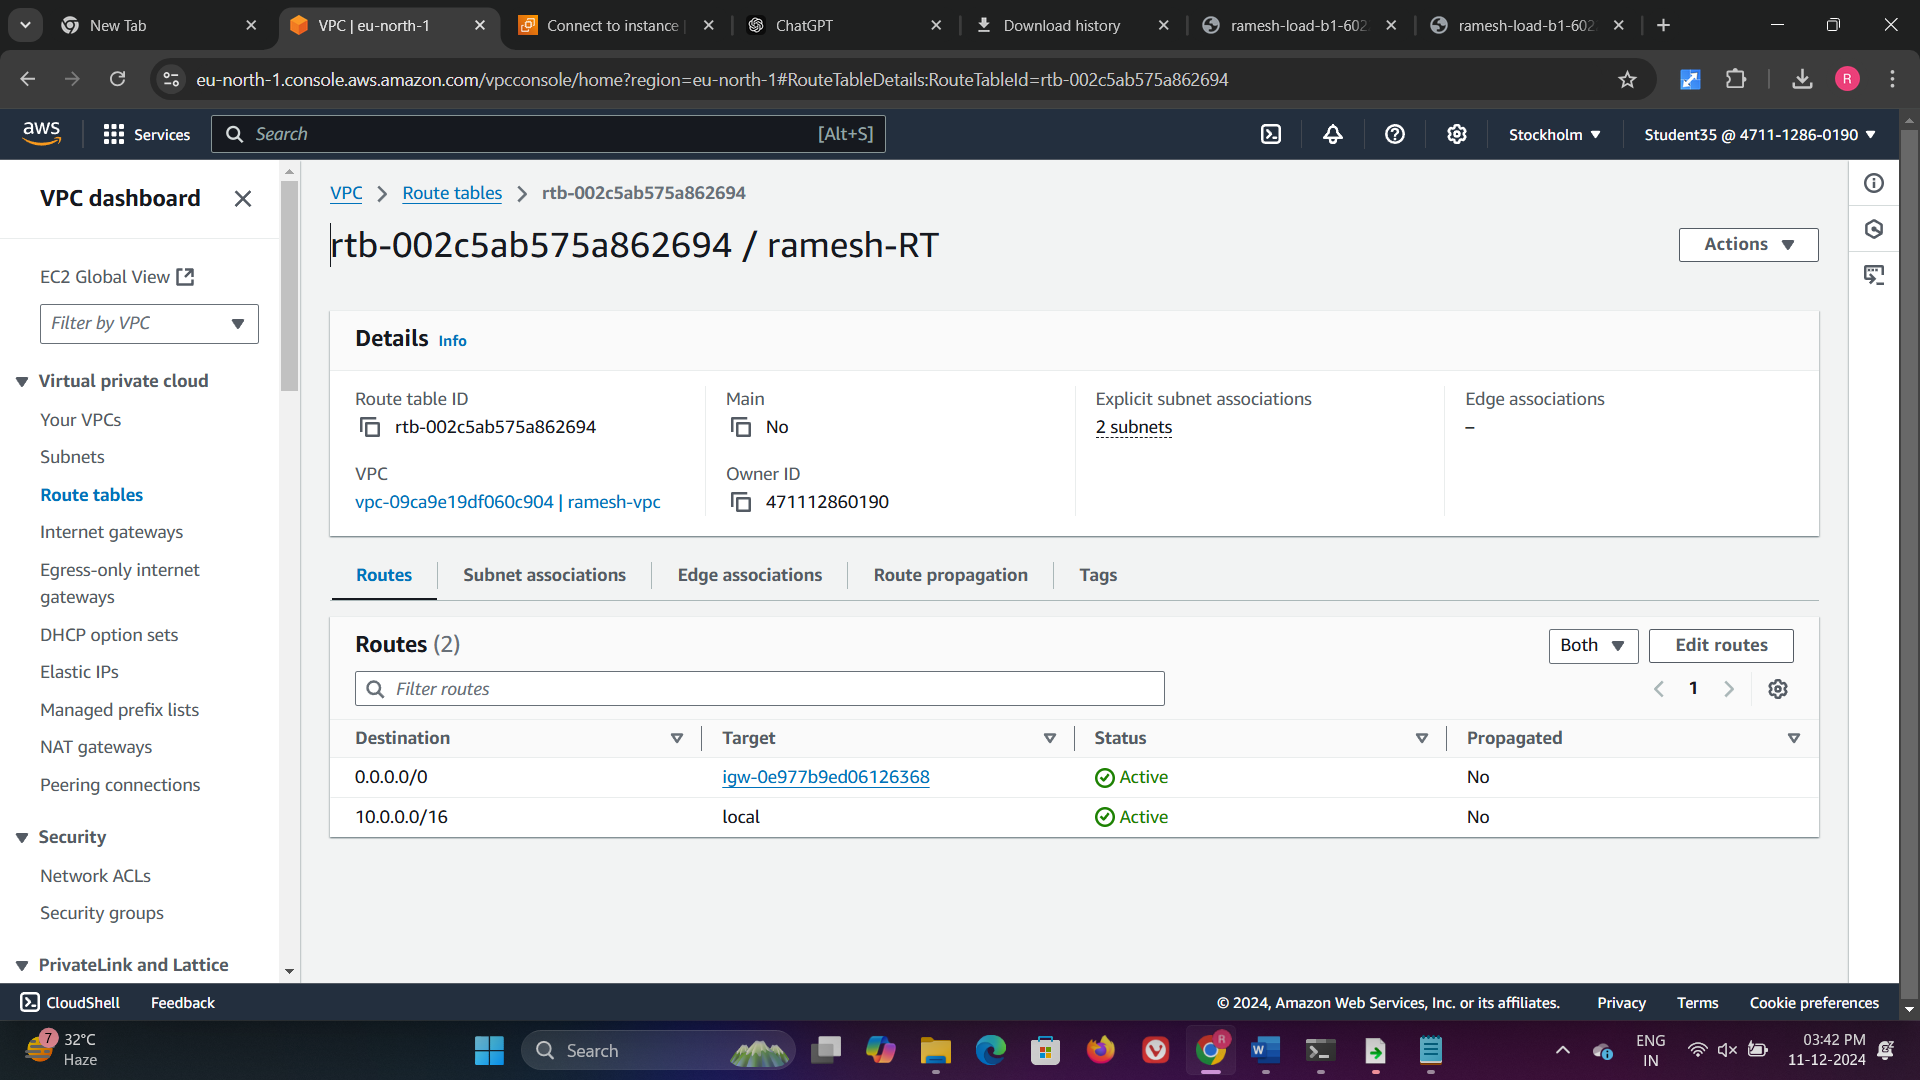 New Tab
VPC | eu-north-1
Connect to instance
ChatGPT
Download history
ramesh-load-b1-602
ramesh-load-b1-602
eu-north-1.console.aws.amazon.com/vpcconsole/home?region=eu-north-1#RouteTableDetails:RouteTableId=rtb-002c5ab575a862694
R
aws
Services
Search
[Alt+S]
Stockholm
Student35 @ 4711-1286-0190
VPC dashboard
EC2 Global View
Filter by VPC
Virtual private cloud
Your VPCs
Subnets
Route tables
Internet gateways
Egress-only internet
gateways
DHCP option sets
Elastic IPs
Managed prefix lists
NAT gateways
Peering connections
Security
Network ACLs
Security groups
PrivateLink and Lattice
VPC
Route tables
rtb-002c5ab575a862694
rtb-002c5ab575a862694 / ramesh-RT
Actions
Details Info
Route table ID
rtb-002c5ab575a862694
Main
No
Explicit subnet associations
2 subnets
Edge associations
–
VPC
vpc-09ca9e19df060c904 | ramesh-vpc
Owner ID
471112860190
Routes
Subnet associations
Edge associations
Route propagation
Tags
Routes (2)
Both
Edit routes
Filter routes
1
Destination Target Status Propagated
0.0.0.0/0 igw-0e977b9ed06126368 Active No
10.0.0.0/16 local Active No
CloudShell
Feedback
© 2024, Amazon Web Services, Inc. or its affiliates.
Privacy
Terms
Cookie preferences
7
32°C
Haze
Search
R
W
ENG
IN
03:42 PM
11-12-2024